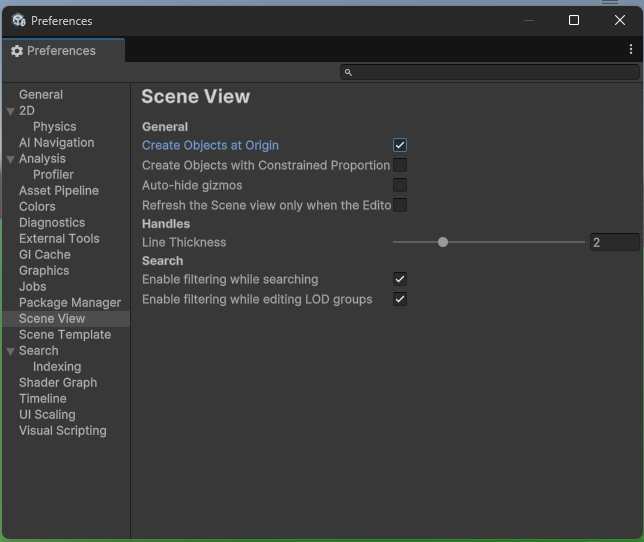 Preferences
Preferences
General
2D
Physics
AI Navigation
Analysis
Profiler
Asset Pipeline
Colors
Diagnostics
External Tools
GI Cache
Graphics
Jobs
Package Manager
Scene View
Scene Template
Search
Indexing
Shader Graph
Timeline
UI Scaling
Visual Scripting
Scene View
General
Create Objects at Origin
Create Objects with Constrained Proportion
Auto-hide gizmos
Refresh the Scene view only when the Edito
Handles
Line Thickness 2
Search
Enable filtering while searching
Enable filtering while editing LOD groups